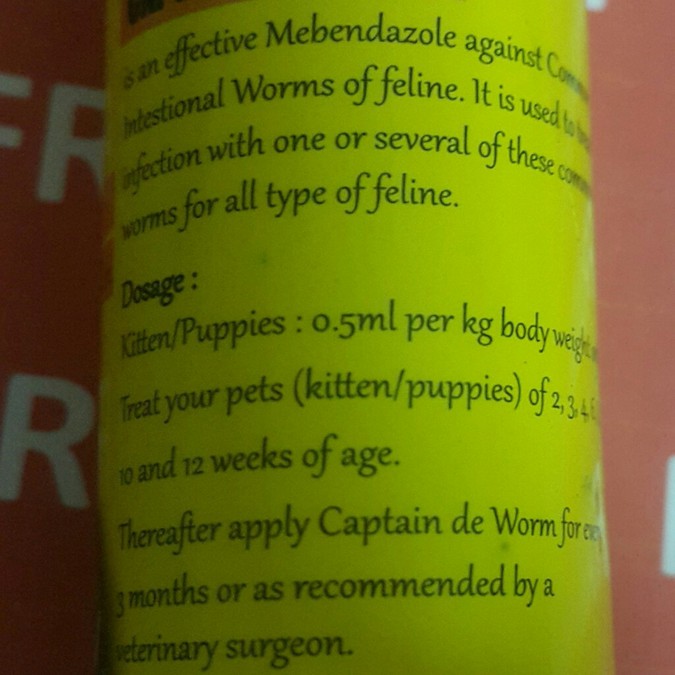 is an effective Mebendazole against
Intestional Worms of feline. It is used to
infection with one or several of these
worms for all type of feline.
Dosage :
Kitten/Puppies : 0.5ml per kg body weight
Treat your pets (kitten/puppies) of 2, 3, 4,
10 and 12 weeks of age.
Thereafter apply Captain de Worm for
3 months or as recommended by a
veterinary surgeon.